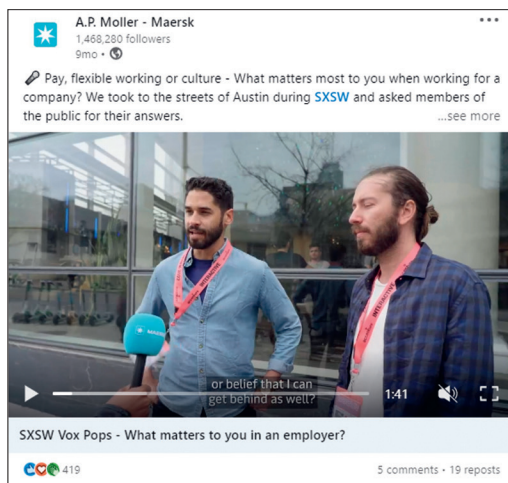 A.P. Moller - Maersk
1,468,280 followers
9mo •
Pay, flexible working or culture - What matters most to you when working for a
company? We took to the streets of Austin during SXSW and asked members of
the public for their answers.
...see more
MAERSK
or belief that I can
get behind as well?
1:41
SXSW Vox Pops - What matters to you in an employer?
419
5 comments • 19 reposts